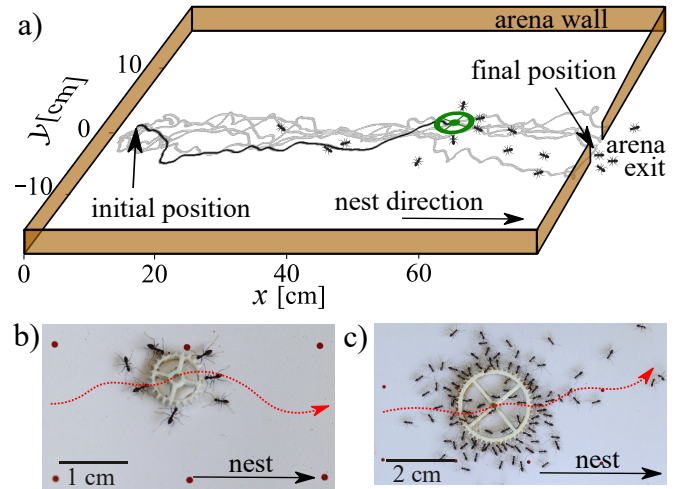 a)
arena wall
10
final position
y [cm]
0
arena
exit
−10
initial position
nest direction
0
20
40
60
x [cm]
b)
c)
1 cm
nest
2 cm
nest